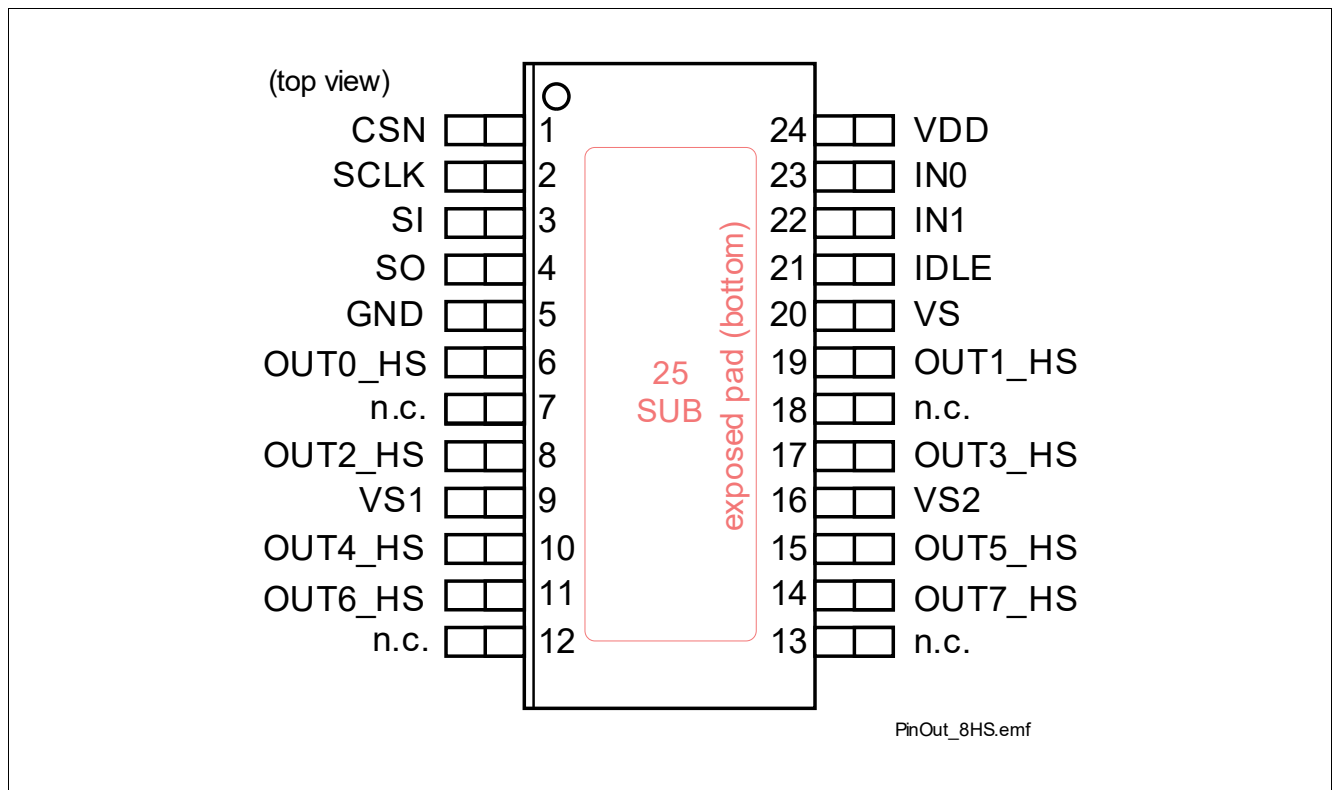 (top view)
CSN 1 24 VDD
SCLK 2 23 IN0
SI 3 22 IN1
SO 4 21 IDLE
GND 5 20 VS
OUT0_HS 6 19 OUT1_HS
n.c. 7 18 n.c.
OUT2_HS 8 17 OUT3_HS
VS1 9 16 VS2
OUT4_HS 10 15 OUT5_HS
OUT6_HS 11 14 OUT7_HS
n.c. 12 13 n.c.
25
SUB
exposed pad (bottom)
PinOut_8HS.emf